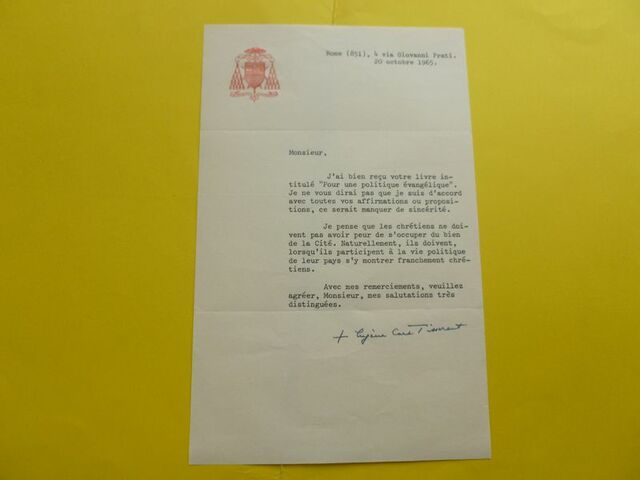 Rome (851), 4 via Giovanni Prati.
20 octobre 1965.
Monsieur,
J'ai bien reçu votre livre in-
titulé "Pour une politique évangélique".
Je ne vous dirai pas que je suis d'accord
avec toutes vos affirmations ou proposi-
tions, ce serait manquer de sincérité.
Je pense que les chrétiens ne doi-
vent pas avoir peur de s'occuper du bien
de la Cité. Naturellement, ils doivent,
lorsqu'ils participent à la vie politique
de leur pays s'y montrer franchement chré-
tiens.
Avec mes remerciements, veuillez
agréer, Monsieur, mes salutations très
distinguées.
+ Eugène Card Tisserant